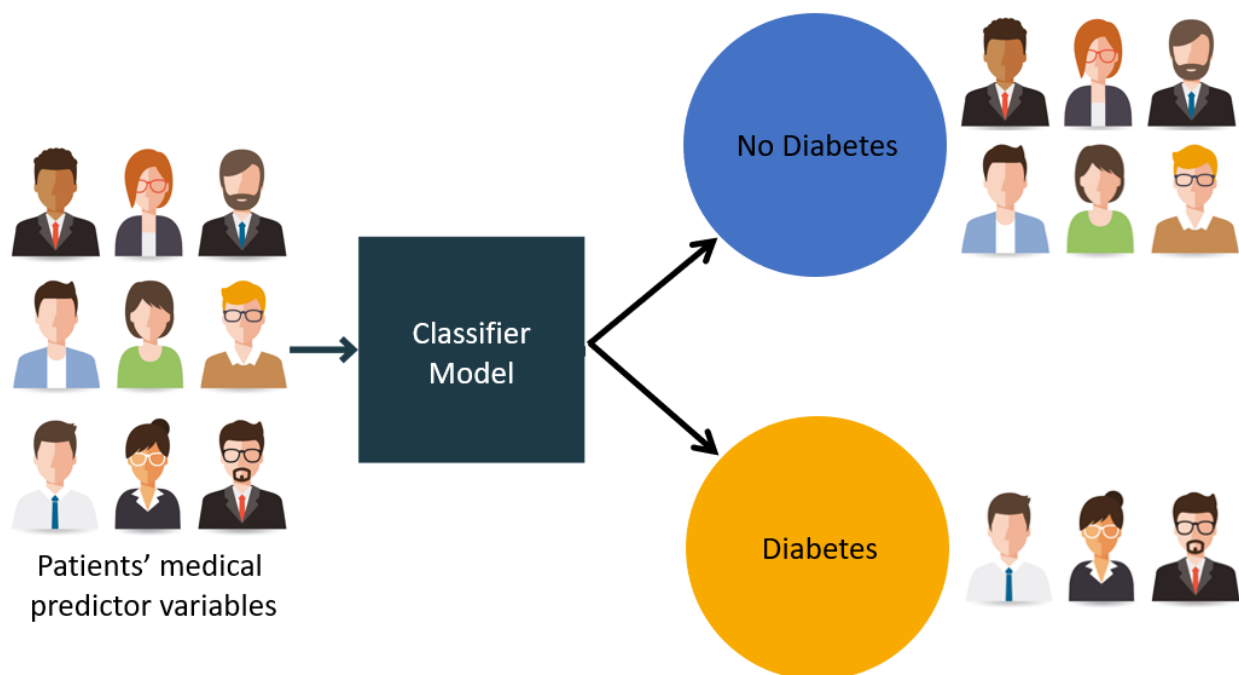 No Diabetes
Classifier
Model
Diabetes
Patients’ medical
predictor variables